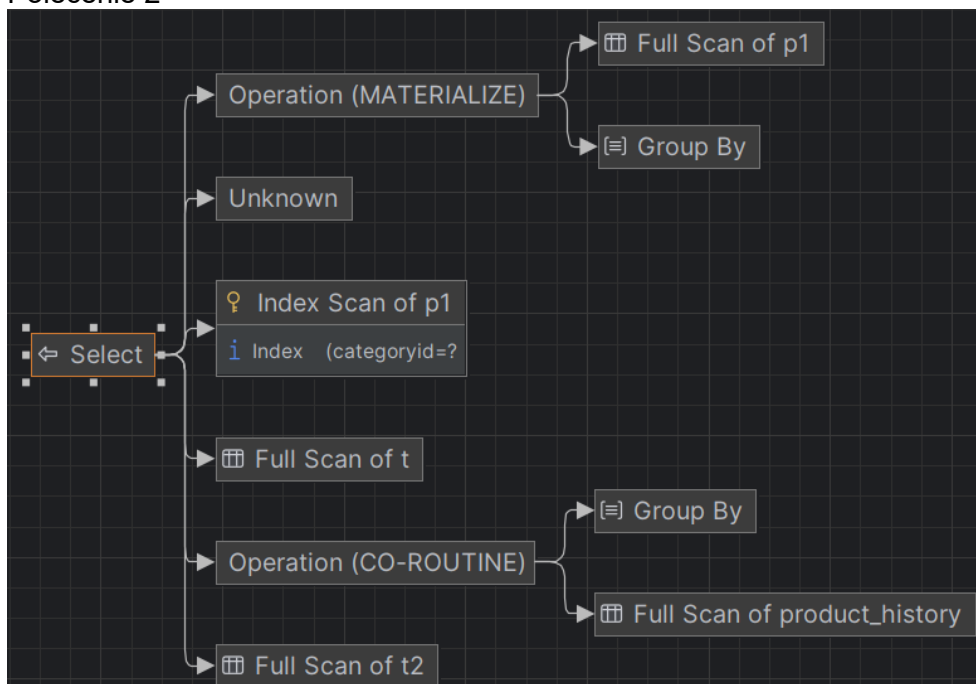 Polecenie 2
Full Scan of p1
Operation (MATERIALIZE)
Group By
Unknown
Index Scan of p1
Index (categoryid=?
Select
Full Scan of t
Group By
Operation (CO-ROUTINE)
Full Scan of product_history
Full Scan of t2